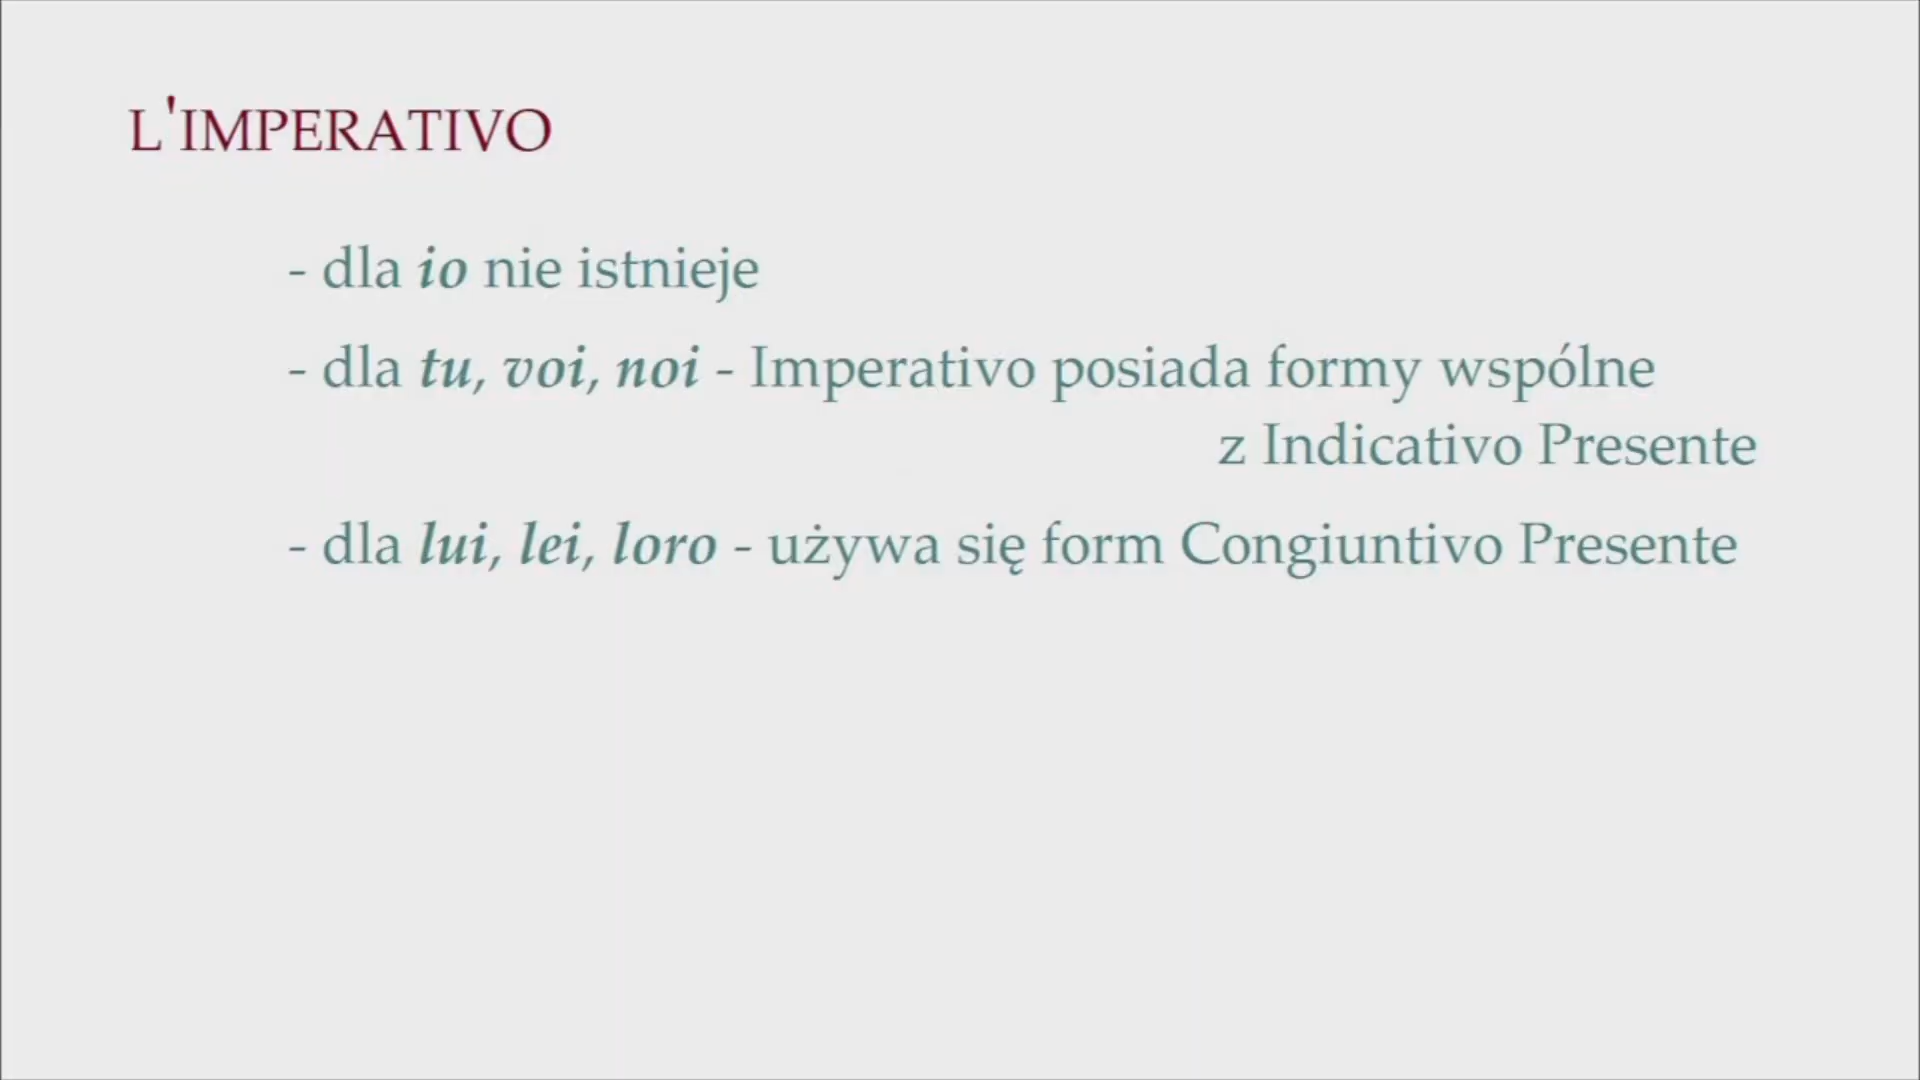 L'IMPERATIVO
- dla io nie istnieje
- dla tu, voi, noi - Imperativo posiada formy wspólne
z Indicativo Presente
- dla lui, lei, loro - używa się form Congiuntivo Presente